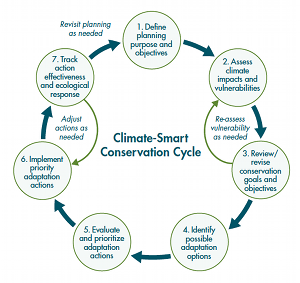 Revisit planning
as needed
1. Define
planning
purpose and
objectives
2. Assess
climate
impacts and
vulnerabilities
Re-assess
vulnerability
as needed
3. Review/
revise
conservation
goals and
objectives
4. Identify
possible
adaptation
options
5. Evaluate
and prioritize
adaptation
actions
6. Implement
priority
adaptation
actions
7. Track
action
effectiveness
and ecological
response
Adjust
actions as
needed
Climate-Smart
Conservation Cycle